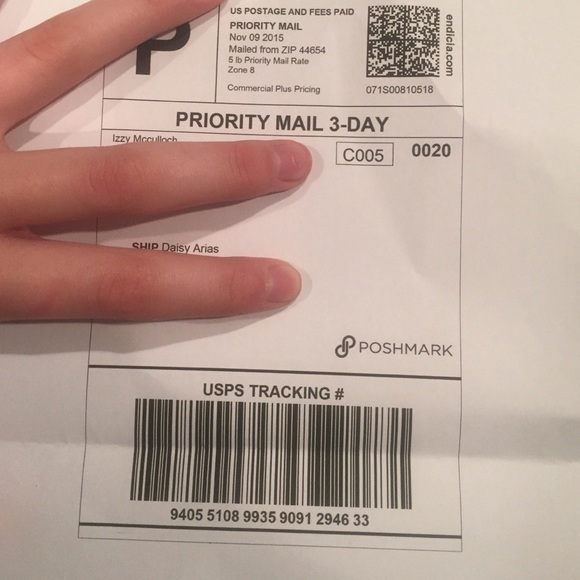 P
US POSTAGE AND FEES PAID
PRIORITY MAIL
Nov 09 2015
Mailed from ZIP 44654
5 lb Priority Mail Rate
Zone 8
Commercial Plus Pricing
071S00810518
endicia.com
PRIORITY MAIL 3-DAY
Izzy Mcculloch
C005
0020
SHIP Daisy Arias
POSHMARK
USPS TRACKING #
9405 5108 9935 9091 2946 33